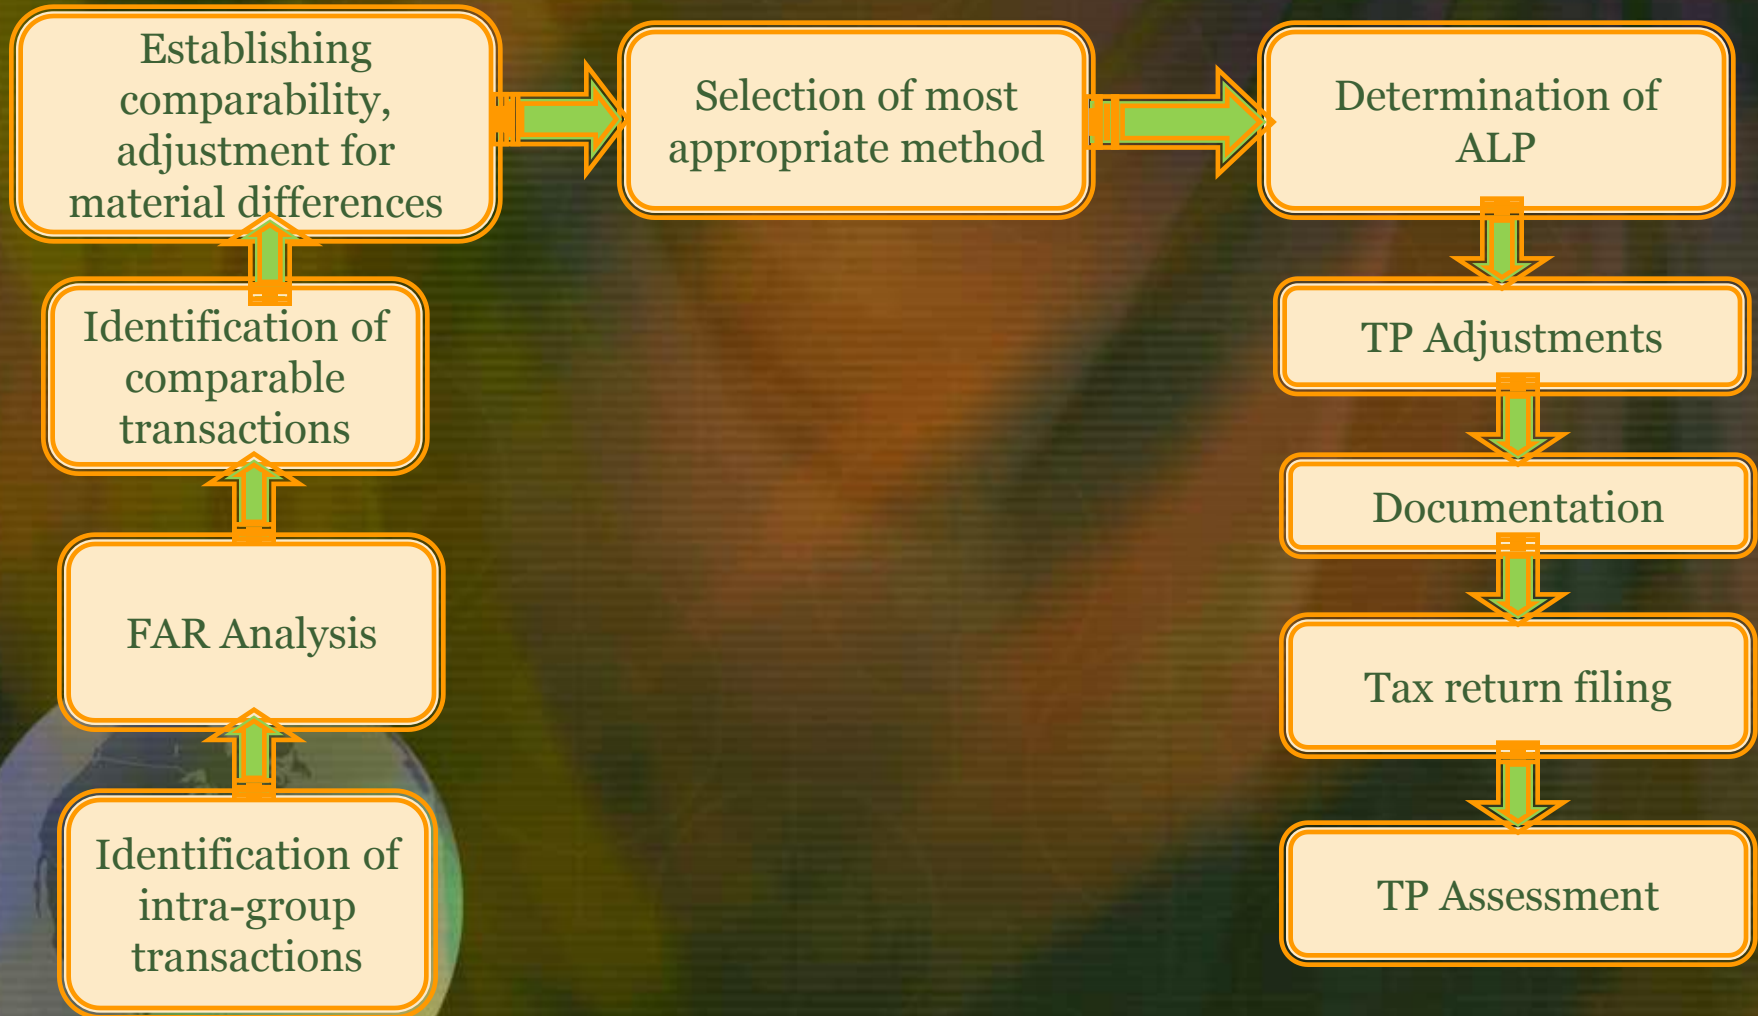 Establishing
comparability,
adjustment for
material differences
Selection of most
appropriate method
Determination of
ALP
Identification of
comparable
transactions
TP Adjustments
FAR Analysis
Documentation
Identification of
intra-group
transactions
Tax return filing
TP Assessment